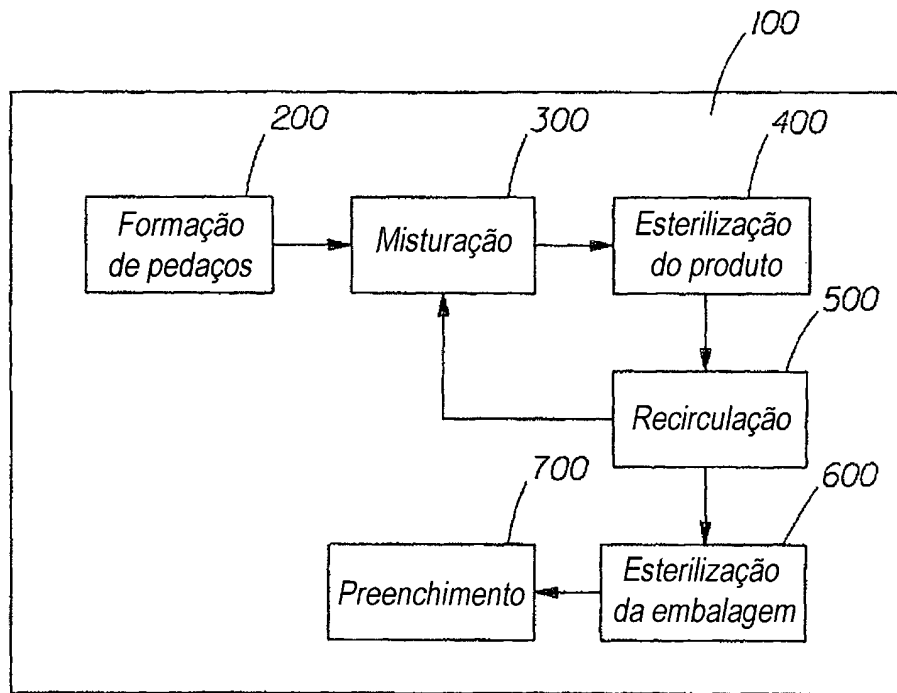 100
200
300
400
Formação
de pedaços
Misturação
Esterilização
do produto
500
Recirculação
700
600
Preenchimento
Esterilização
da embalagem